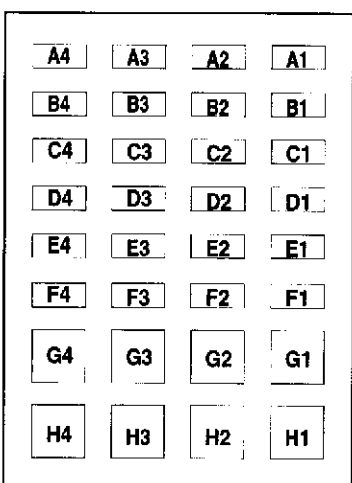 A4 A3 A2 A1
B4 B3 B2 B1
C4 C3 C2 C1
D4 D3 D2 D1
E4 E3 E2 E1
F4 F3 F2 F1
G4 G3 G2 G1
H4 H3 H2 H1